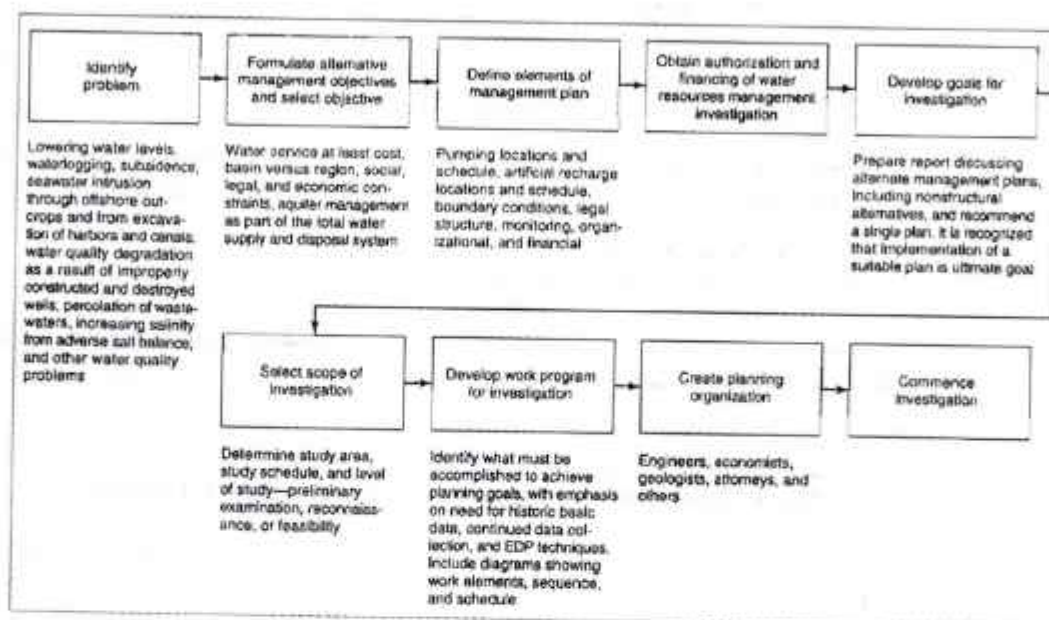 Identify
problem
Formulate alternative
management objectives
and select objective
Define elements of
management plan
Obtain authorization and
financing of water
resources management
investigation
Develop goals for
investigation
Lowering water levels,
waterlogging, subsidence,
seawater intrusion
through offshore out-
crops and from excava-
tion of harbors and canals,
water quality degradation
as a result of improperly
constructed and destroyed
wells, percolation of waste-
waters, increasing salinity
from adverse salt balance,
and other water quality
problems
Water service at least cost,
basin versus region, social,
legal, and economic con-
straints, aquifer management
as part of the total water
supply and disposal system
Pumping locations and
schedule, artificial recharge
locations and schedule,
boundary conditions, legal
structure, monitoring, organ-
izational, and financial
Prepare report discussing
alternate management plans,
including nonstructural
alternatives, and recommend
a single plan. It is recognized
that implementation of a
suitable plan is ultimate goal
Select scope of
investigation
Develop work program
for investigation
Create planning
organization
Commence
investigation
Determine study area,
study schedule, and level
of study—preliminary
examination, reconnaiss-
ance, or feasibility
Identify what must be
accomplished to achieve
planning goals, with emphasis
on need for historic basic
data, continued data col-
lection, and EDP techniques.
Include diagrams showing
work elements, sequence,
and schedule
Engineers, economists,
geologists, attorneys, and
others